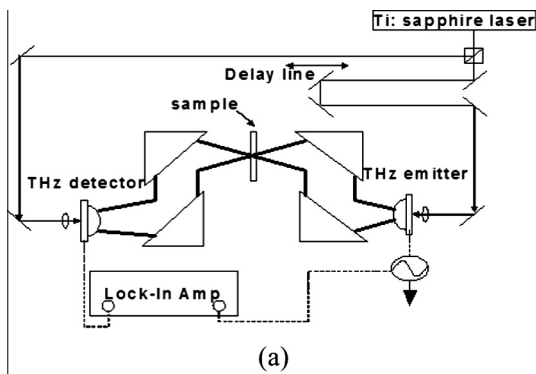 Ti: sapphire laser
Delay line
sample
THz detector
THz emitter
Lock-In Amp
(a)